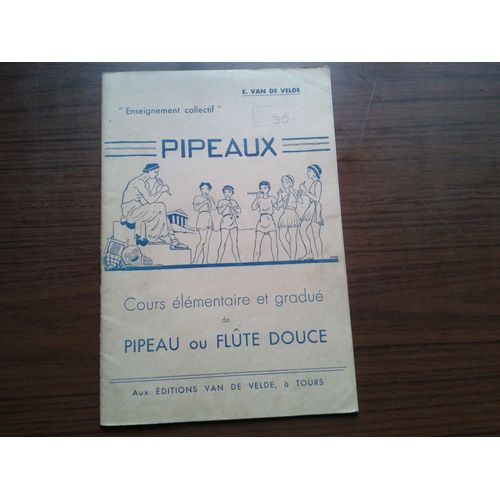 E. VAN DE VELDE
"Enseignement collectif"
36
PIPEAUX
Cours élémentaire et gradué
de
PIPEAU ou FLÛTE DOUCE
Aux ÉDITIONS VAN DE VELDE, à TOURS